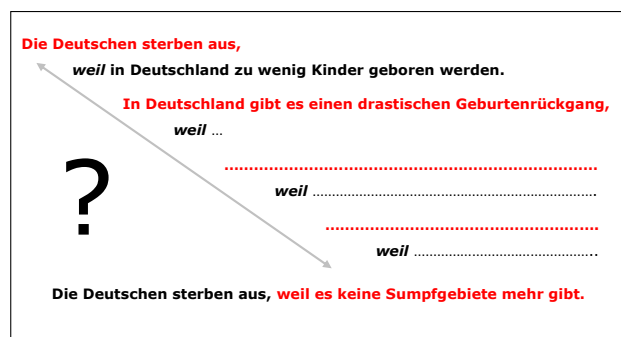 Die Deutschen sterben aus,
weil in Deutschland zu wenig Kinder geboren werden.
In Deutschland gibt es einen drastischen Geburtenrückgang,
weil ...
................................................................................
weil ...........................................................................
?
...........................................................
weil ................................................
Die Deutschen sterben aus, weil es keine Sumpfgebiete mehr gibt.